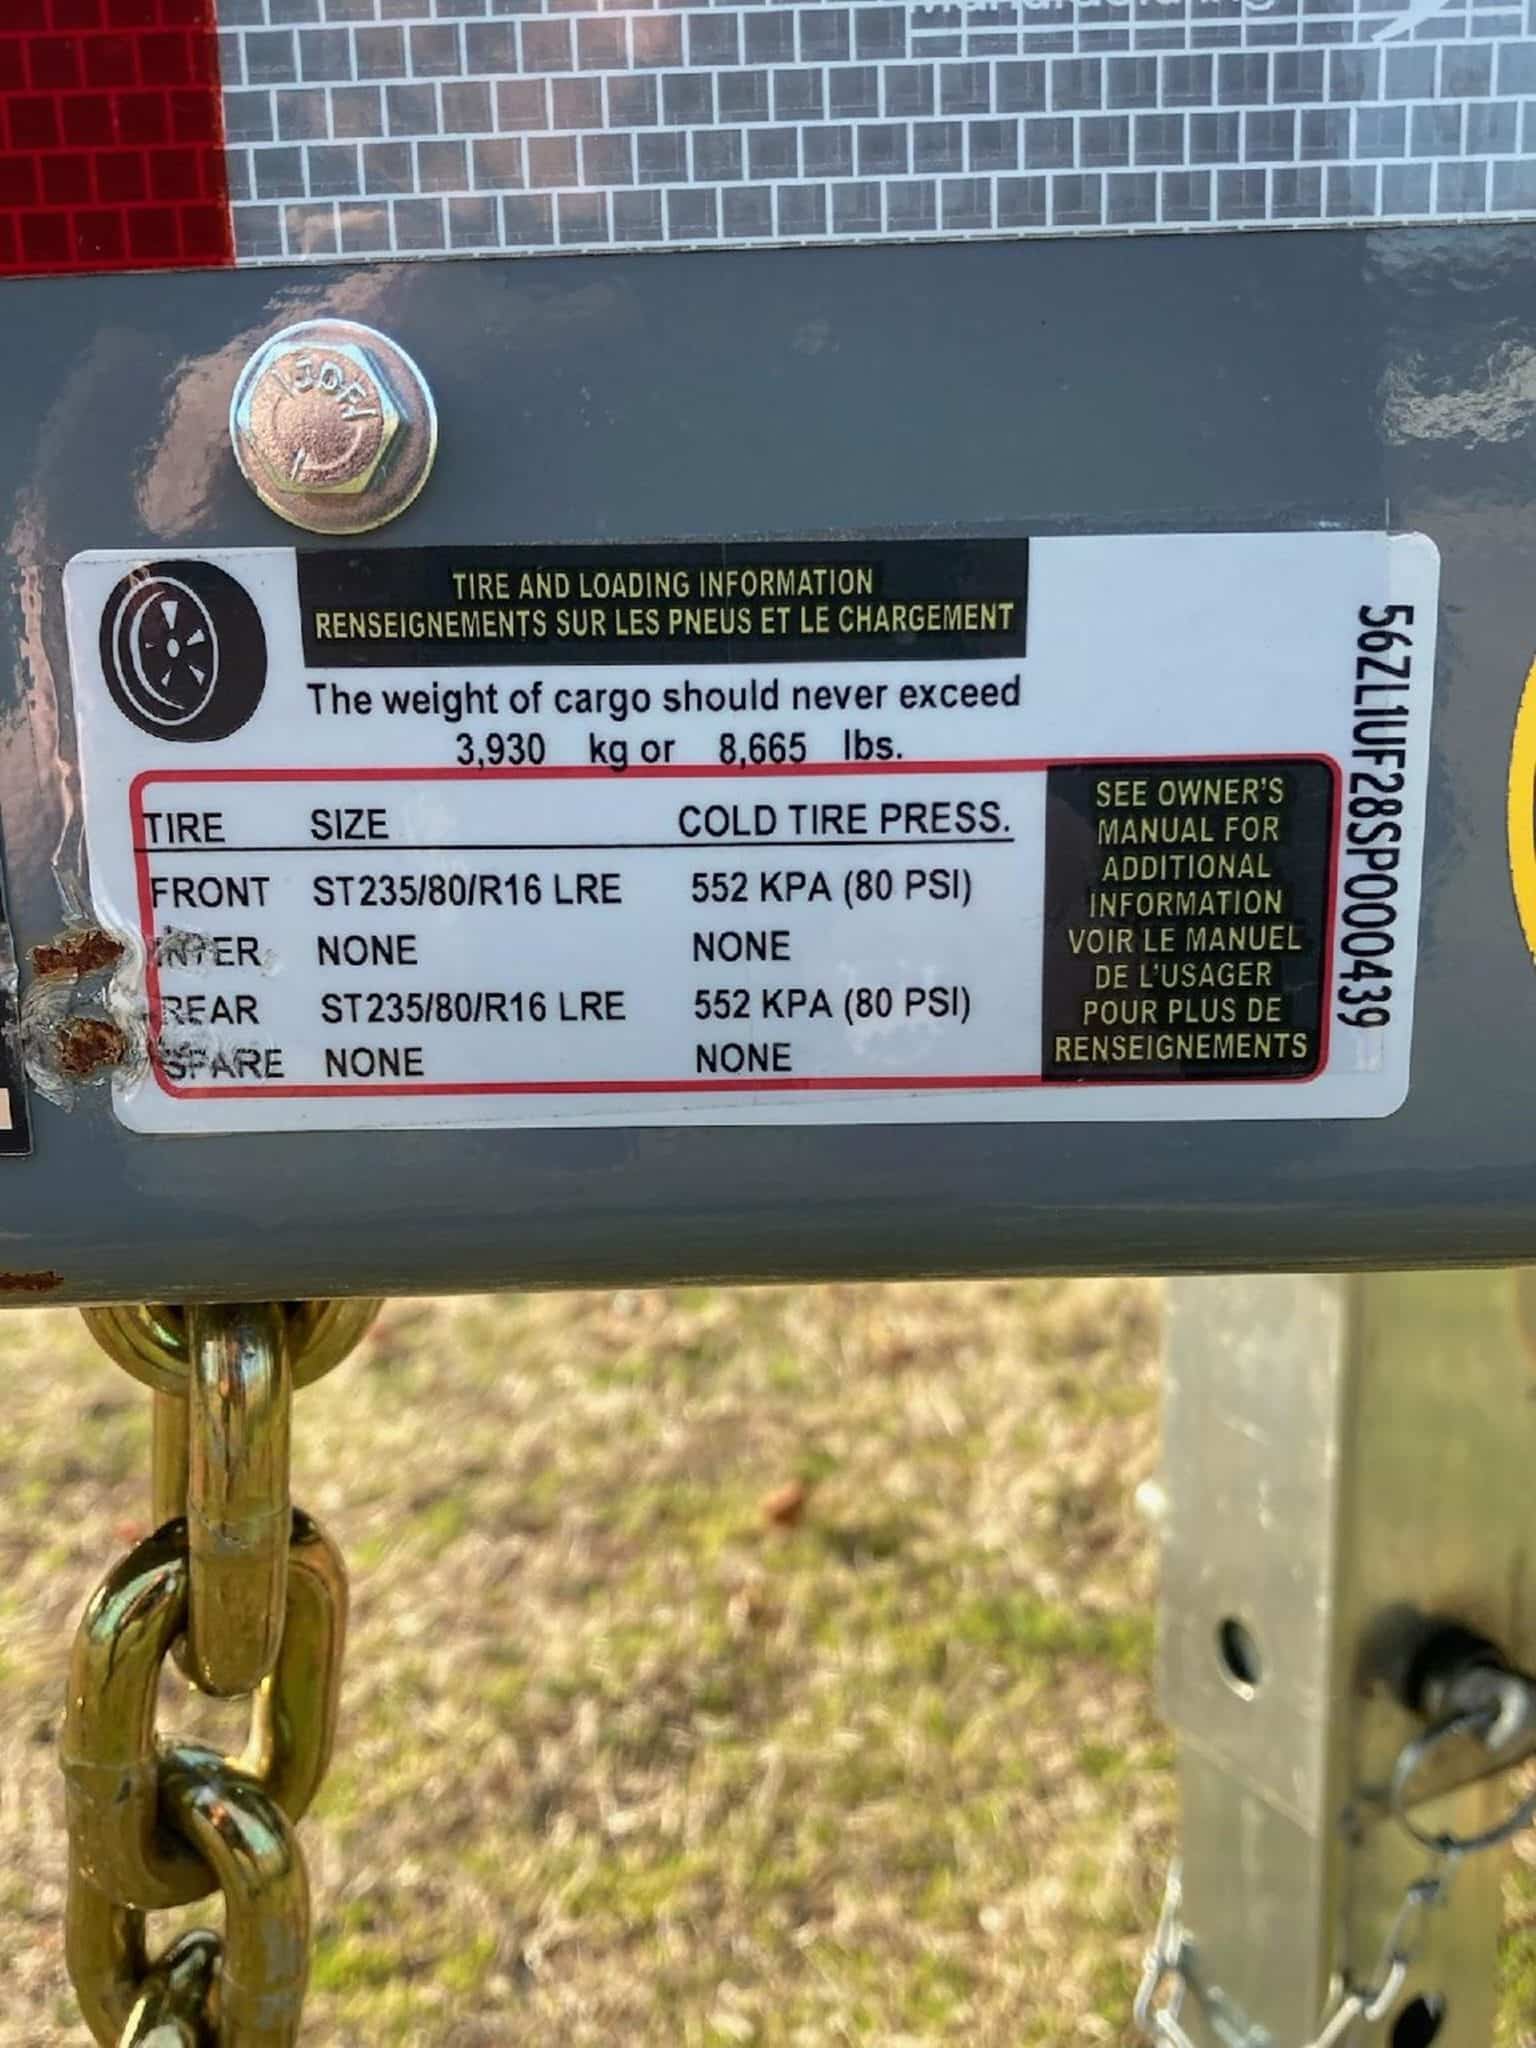 TIRE AND LOADING INFORMATION
RENSEIGNEMENTS SUR LES PNEUS ET LE CHARGEMENT
The weight of cargo should never exceed
3,930 kg or 8,665 lbs.
TIRE SIZE COLD TIRE PRESS.
FRONT ST235/80/R16 LRE 552 KPA (80 PSI)
INTER NONE NONE
REAR ST235/80/R16 LRE 552 KPA (80 PSI)
SPARE NONE NONE
SEE OWNER'S
MANUAL FOR
ADDITIONAL
INFORMATION
VOIR LE MANUEL
DE L'USAGER
POUR PLUS DE
RENSEIGNEMENTS
56ZL1UF28SP000439